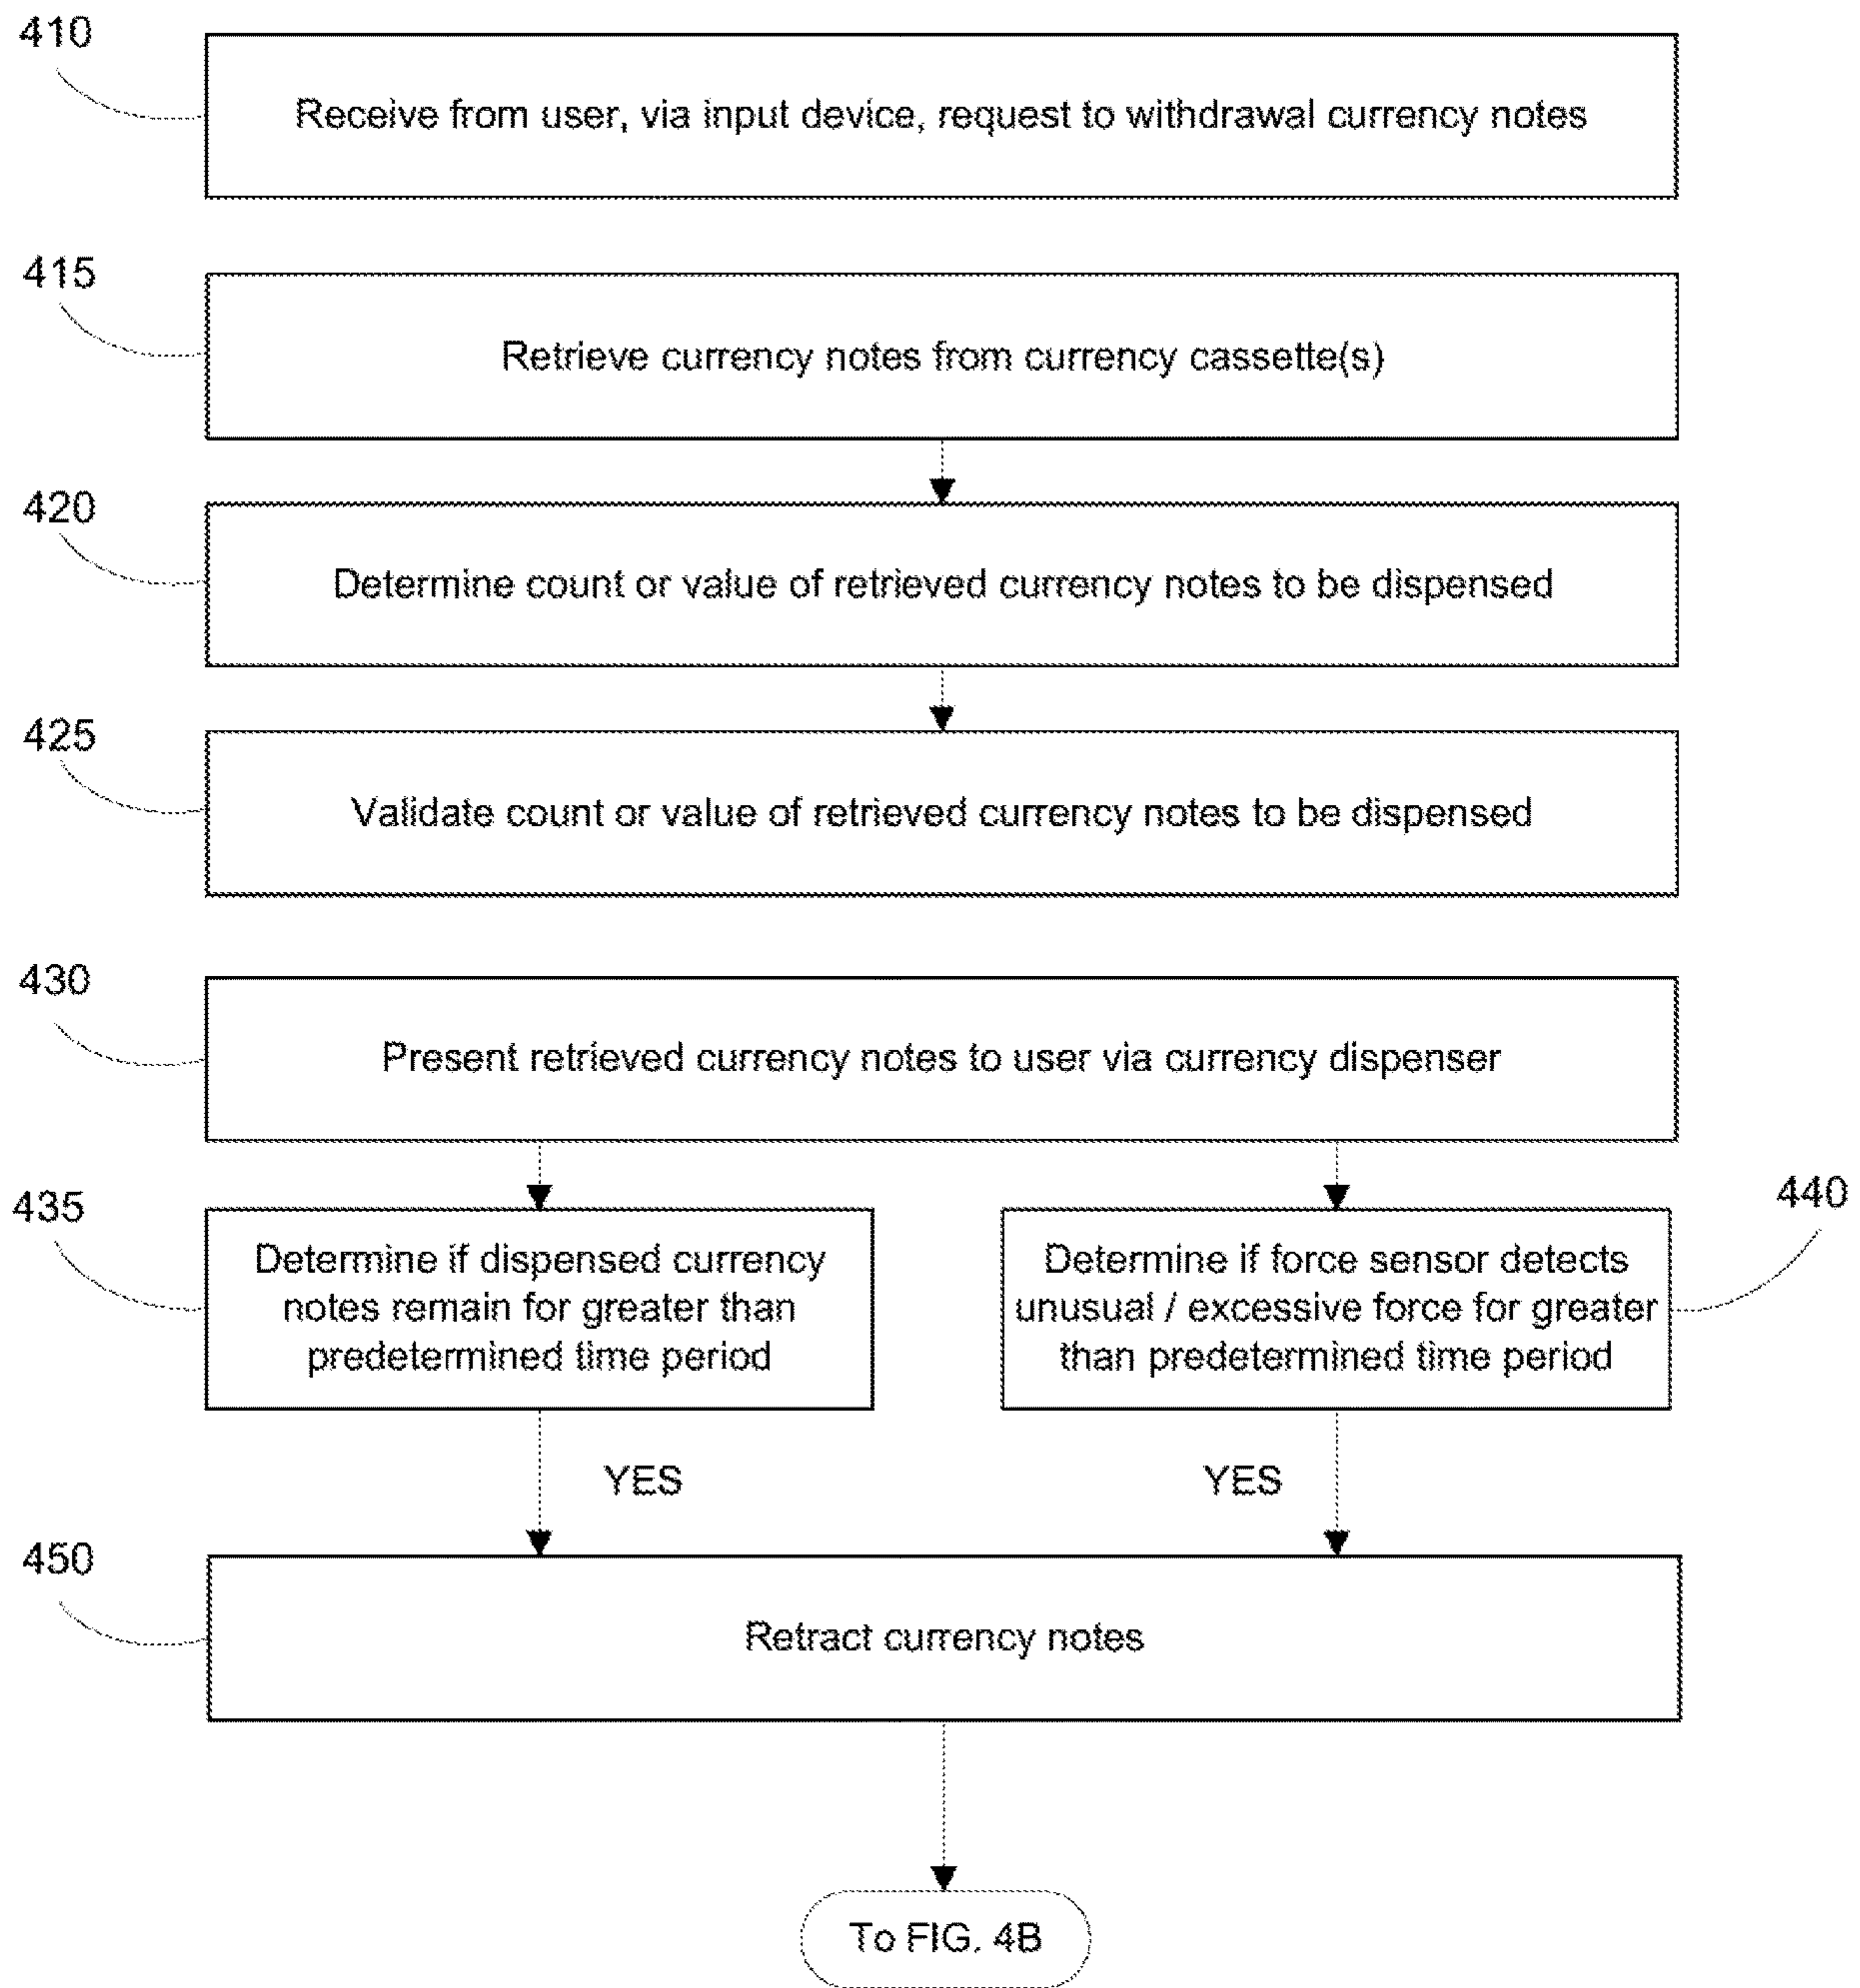 410
Receive from user, via input device, request to withdrawal currency notes
415
Retrieve currency notes from currency cassette(s)
420
Determine count or value of retrieved currency notes to be dispensed
425
Validate count or value of retrieved currency notes to be dispensed
430
Present retrieved currency notes to user via currency dispenser
435
Determine if dispensed currency
notes remain for greater than
predetermined time period
440
Determine if force sensor detects
unusual / excessive force for greater
than predetermined time period
YES
YES
450
Retract currency notes
To FIG. 4B